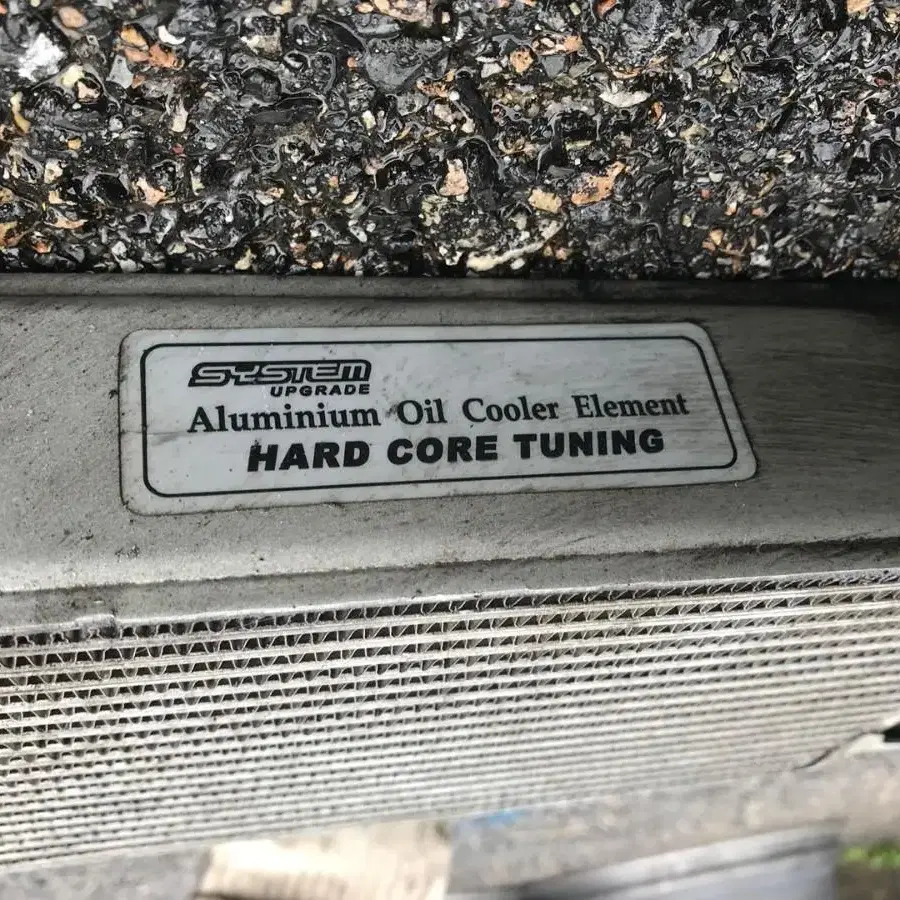 SYSTEM
UPGRADE
Aluminium Oil Cooler Element
HARD CORE TUNING